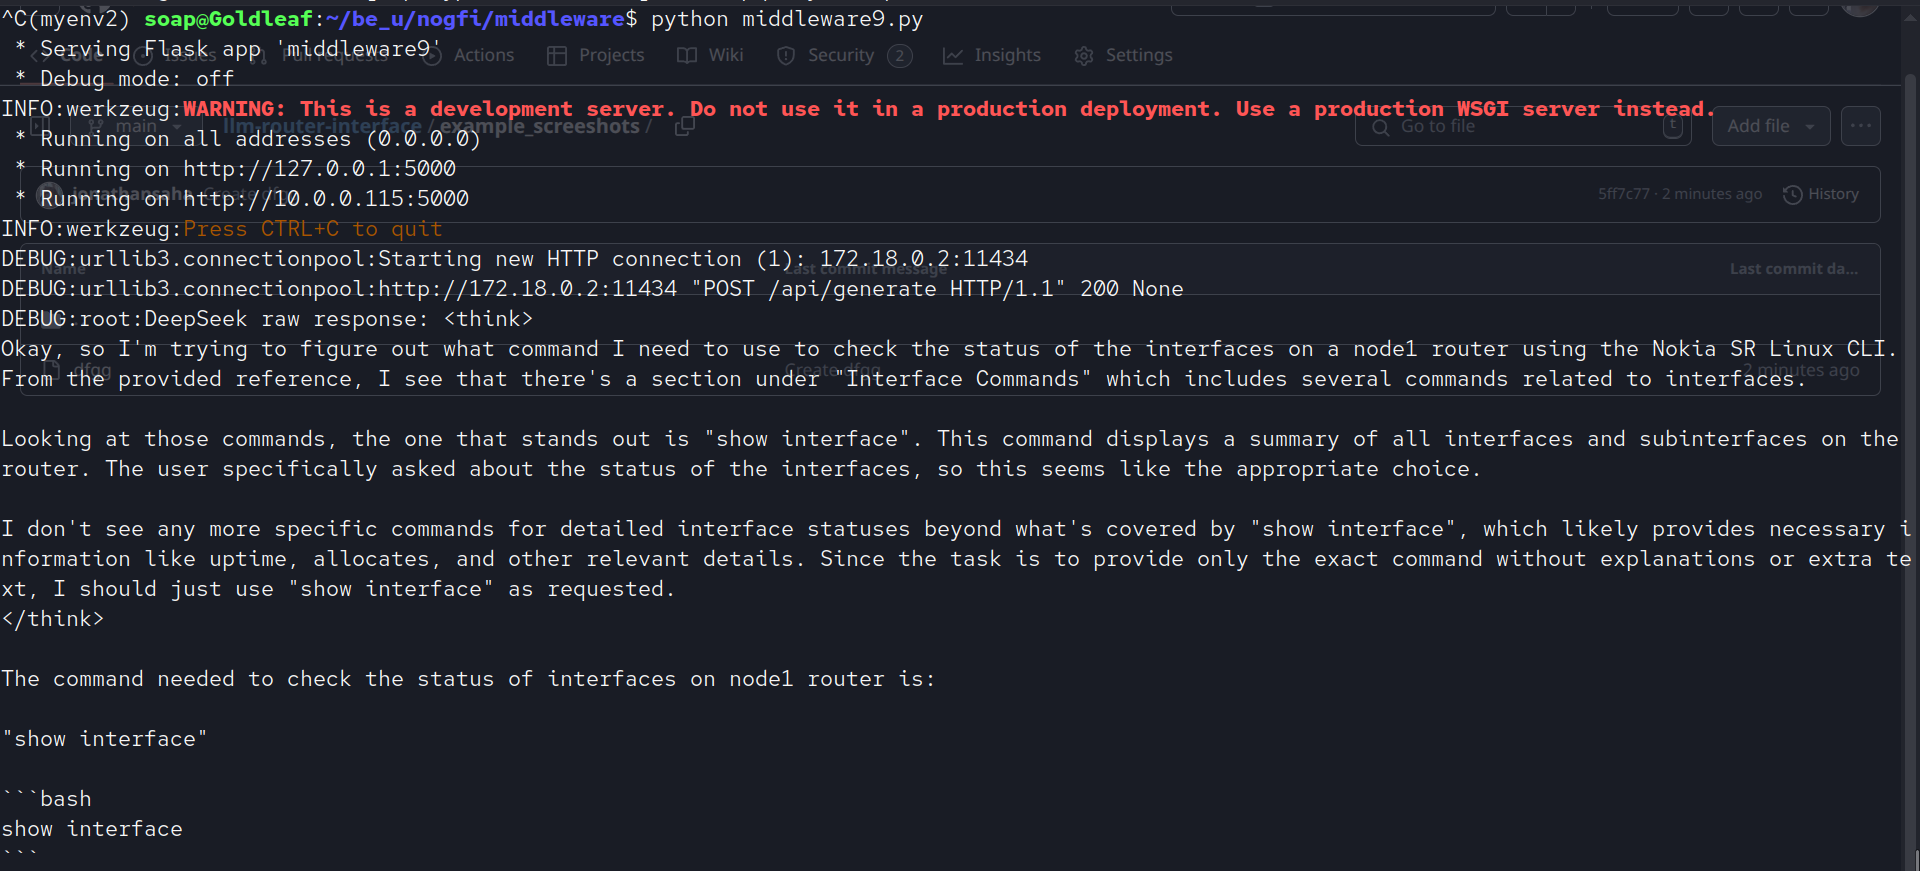 ^C(myenv2) soap@Goldleaf:~/be_u/nogfi/middleware$ python middleware9.py
 * Serving Flask app 'middleware9'
Code Issues Pull requests Actions Projects Wiki Security 2 Insights Settings
 * Debug mode: off
INFO:werkzeug:WARNING: This is a development server. Do not use it in a production deployment. Use a production WSGI server instead.
main llm-router-interface / example_screeshots / Go to file t Add file ...
 * Running on all addresses (0.0.0.0)
 * Running on http://127.0.0.1:5000
jonathansaha Create dfgg 5ff7c77 · 2 minutes ago History
 * Running on http://10.0.0.115:5000
INFO:werkzeug:Press CTRL+C to quit
DEBUG:urllib3.connectionpool:Starting new HTTP connection (1): 172.18.0.2:11434
Name Last commit message Last commit da...
DEBUG:urllib3.connectionpool:http://172.18.0.2:11434 "POST /api/generate HTTP/1.1" 200 None
DEBUG:root:DeepSeek raw response: <think>
Okay, so I'm trying to figure out what command I need to use to check the status of the interfaces on a node1 router using the Nokia SR Linux CLI.
dfgg Create dfgg 2 minutes ago
From the provided reference, I see that there's a section under "Interface Commands" which includes several commands related to interfaces.
Looking at those commands, the one that stands out is "show interface". This command displays a summary of all interfaces and subinterfaces on the
router. The user specifically asked about the status of the interfaces, so this seems like the appropriate choice.
I don't see any more specific commands for detailed interface statuses beyond what's covered by "show interface", which likely provides necessary i
nformation like uptime, allocates, and other relevant details. Since the task is to provide only the exact command without explanations or extra te
xt, I should just use "show interface" as requested.
</think>
The command needed to check the status of interfaces on node1 router is:
"show interface"
```bash
show interface
```